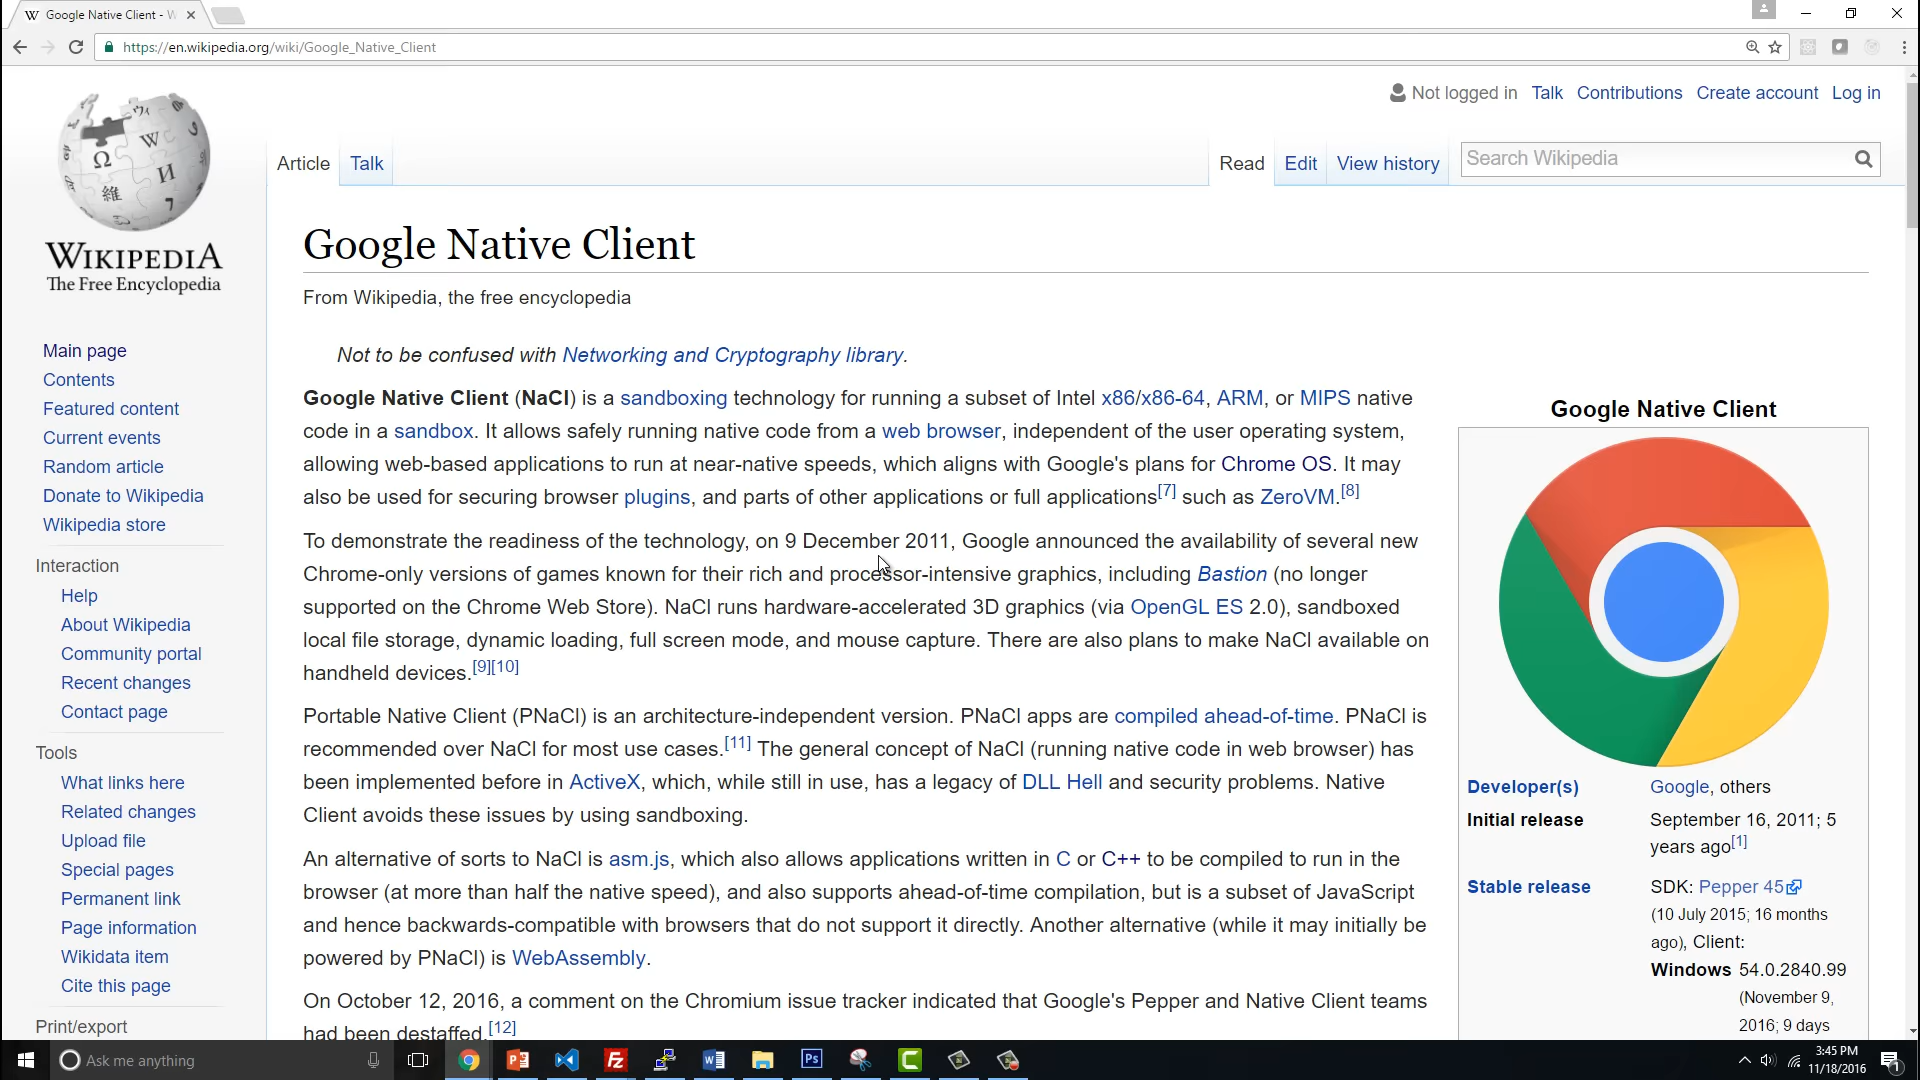 Google Native Client - W
https://en.wikipedia.org/wiki/Google_Native_Client
Not logged in Talk Contributions Create account Log in
Article Talk Read Edit View history Search Wikipedia
WIKIPEDIA
The Free Encyclopedia
Main page
Contents
Featured content
Current events
Random article
Donate to Wikipedia
Wikipedia store
Interaction
Help
About Wikipedia
Community portal
Recent changes
Contact page
Tools
What links here
Related changes
Upload file
Special pages
Permanent link
Page information
Wikidata item
Cite this page
Print/export
Google Native Client
From Wikipedia, the free encyclopedia
Not to be confused with Networking and Cryptography library.
Google Native Client (NaCl) is a sandboxing technology for running a subset of Intel x86/x86-64, ARM, or MIPS native
code in a sandbox. It allows safely running native code from a web browser, independent of the user operating system,
allowing web-based applications to run at near-native speeds, which aligns with Google's plans for Chrome OS. It may
also be used for securing browser plugins, and parts of other applications or full applications[7] such as ZeroVM.[8]
To demonstrate the readiness of the technology, on 9 December 2011, Google announced the availability of several new
Chrome-only versions of games known for their rich and processor-intensive graphics, including Bastion (no longer
supported on the Chrome Web Store). NaCl runs hardware-accelerated 3D graphics (via OpenGL ES 2.0), sandboxed
local file storage, dynamic loading, full screen mode, and mouse capture. There are also plans to make NaCl available on
handheld devices.[9][10]
Portable Native Client (PNaCl) is an architecture-independent version. PNaCl apps are compiled ahead-of-time. PNaCl is
recommended over NaCl for most use cases.[11] The general concept of NaCl (running native code in web browser) has
been implemented before in ActiveX, which, while still in use, has a legacy of DLL Hell and security problems. Native
Client avoids these issues by using sandboxing.
An alternative of sorts to NaCl is asm.js, which also allows applications written in C or C++ to be compiled to run in the
browser (at more than half the native speed), and also supports ahead-of-time compilation, but is a subset of JavaScript
and hence backwards-compatible with browsers that do not support it directly. Another alternative (while it may initially be
powered by PNaCl) is WebAssembly.
On October 12, 2016, a comment on the Chromium issue tracker indicated that Google's Pepper and Native Client teams
had been destaffed.[12]
Google Native Client
Developer(s) Google, others
Initial release September 16, 2011; 5
years ago[1]
Stable release SDK: Pepper 45
(10 July 2015; 16 months
ago), Client:
Windows 54.0.2840.99
(November 9,
2016; 9 days
Ask me anything
3:45 PM
11/18/2016
1